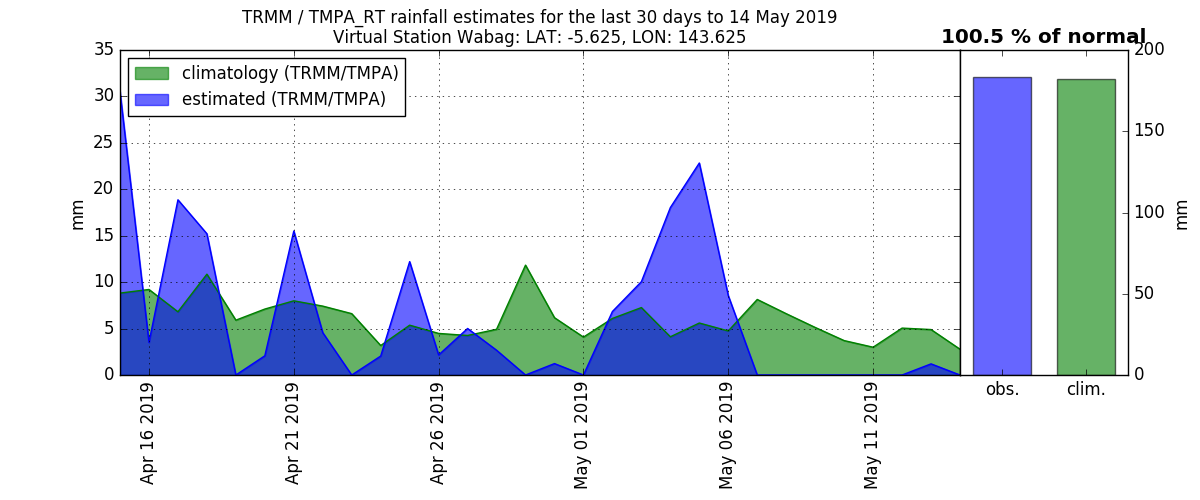 TRMM / TMPA_RT rainfall estimates for the last 30 days to 14 May 2019
Virtual Station Wabag: LAT: -5.625, LON: 143.625
100.5 % of normal
climatology (TRMM/TMPA)
estimated (TRMM/TMPA)
35
30
25
20
15
10
5
0
mm
Apr 16 2019
Apr 21 2019
Apr 26 2019
May 01 2019
May 06 2019
May 11 2019
200
150
100
50
0
mm
obs.
clim.